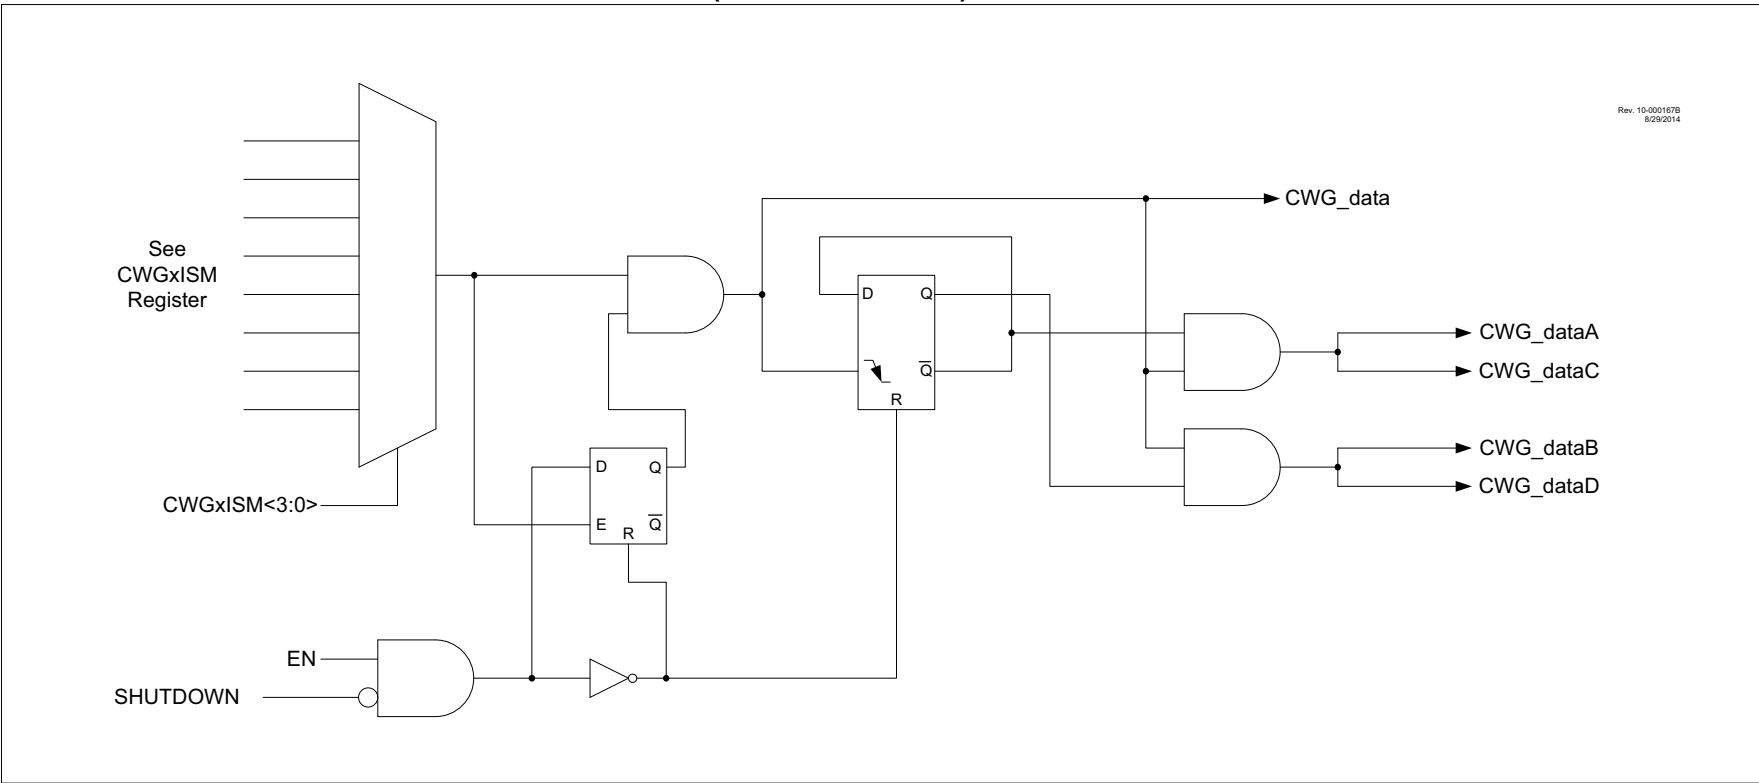 Rev. 10-000167B
8/29/2014
CWG_data
See
CWGxISM
Register
D
Q
Q̅
R
CWG_dataA
CWG_dataC
CWG_dataB
CWG_dataD
D
Q
E
Q̅
R
CWGxISM<3:0>
EN
SHUTDOWN